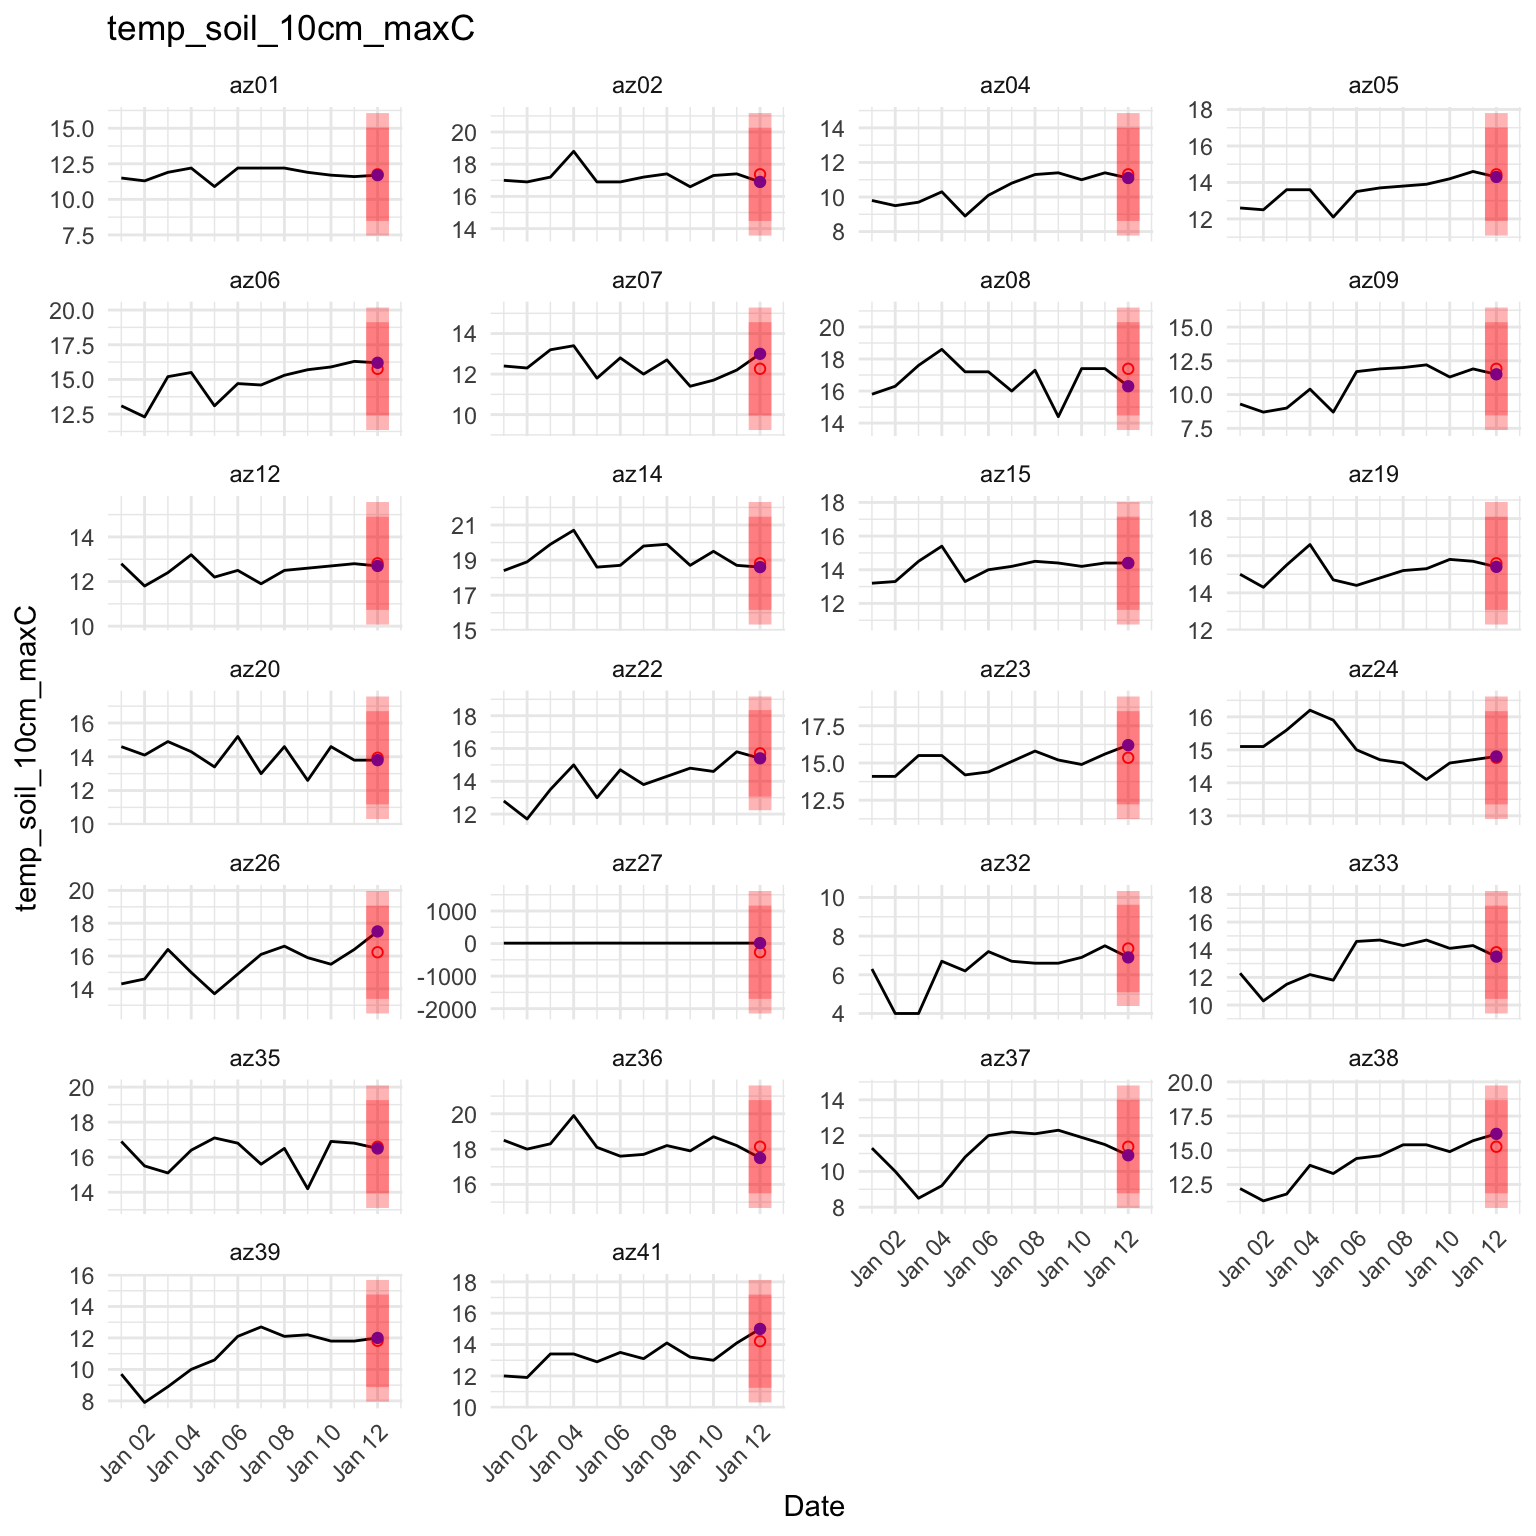 temp_soil_10cm_maxC
az01 az02 az04 az05
15.0 12.5 10.0 7.5
20 18 16 14
14 12 10 8
18 16 14 12
az06 az07 az08 az09
20.0 17.5 15.0 12.5
14 12 10
20 18 16 14
15.0 12.5 10.0 7.5
az12 az14 az15 az19
14 12 10
21 19 17 15
18 16 14 12
18 16 14 12
az20 az22 az23 az24
16 14 12 10
18 16 14 12
17.5 15.0 12.5
16 15 14 13
az26 az27 az32 az33
20 18 16 14
1000 0 -1000 -2000
10 8 6 4
18 16 14 12 10
az35 az36 az37 az38
20 18 16 14
20 18 16
14 12 10 8
20.0 17.5 15.0 12.5
Jan 02 Jan 04 Jan 06 Jan 08 Jan 10 Jan 12
Jan 02 Jan 04 Jan 06 Jan 08 Jan 10 Jan 12
az39 az41
16 14 12 10 8
18 16 14 12 10
Jan 02 Jan 04 Jan 06 Jan 08 Jan 10 Jan 12
Jan 02 Jan 04 Jan 06 Jan 08 Jan 10 Jan 12
temp_soil_10cm_maxC
Date